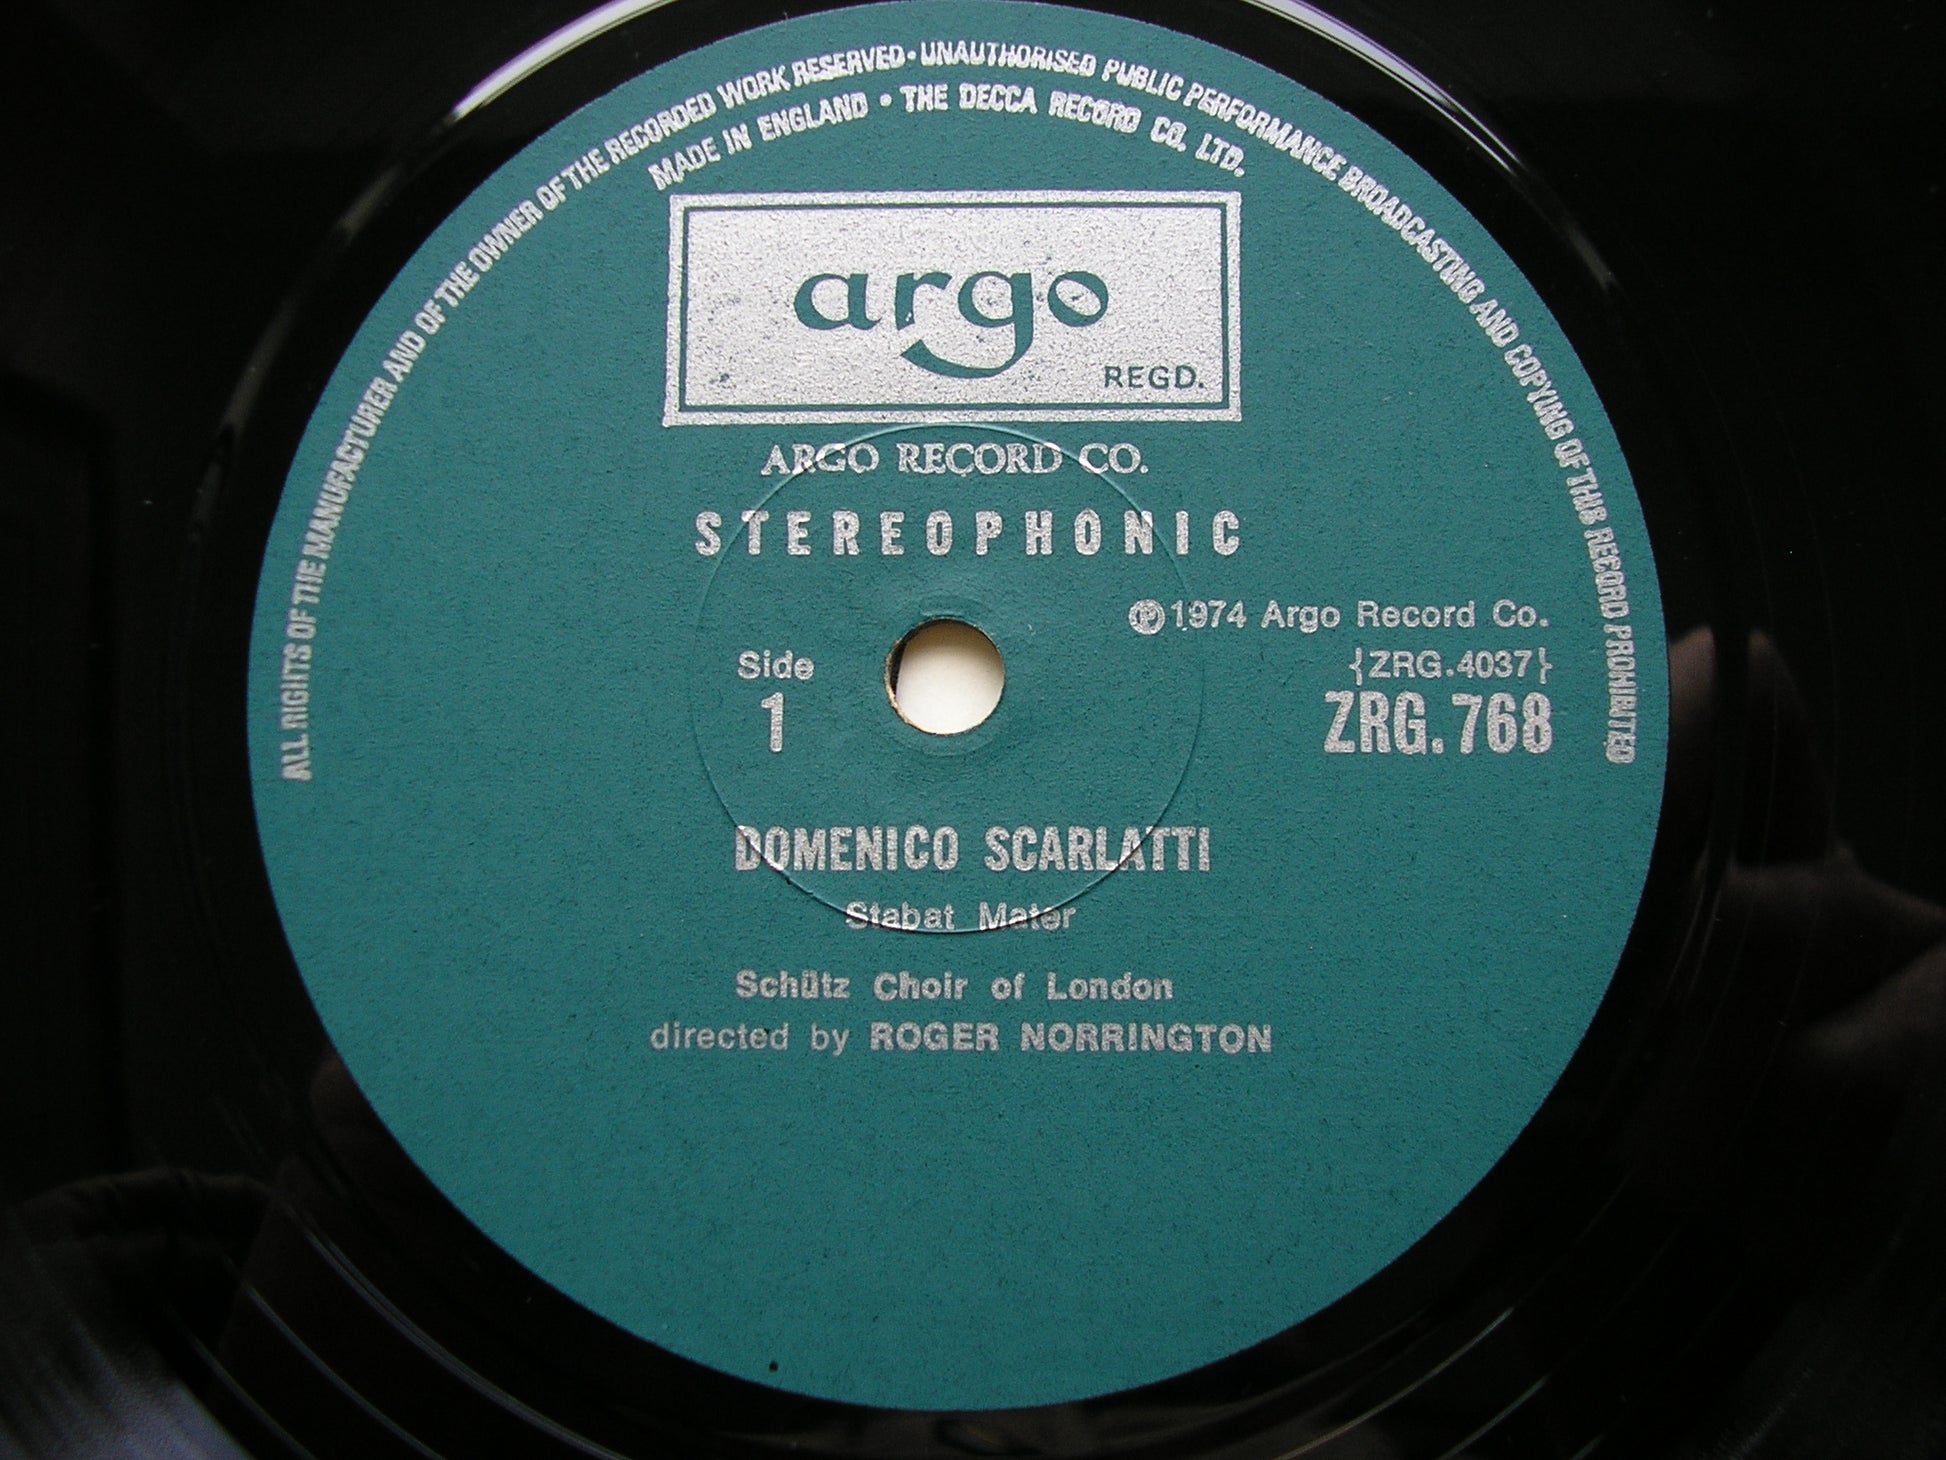 ALL RIGHTS OF THE MANUFACTURER AND OF THE OWNER OF THE RECORDED WORK RESERVED · UNAUTHORISED PUBLIC PERFORMANCE BROADCASTING AND COPYING OF THIS RECORD PROHIBITED
MADE IN ENGLAND · THE DECCA RECORD CO. LTD.
argo
REGD.
ARGO RECORD CO.
STEREOPHONIC
℗ 1974 Argo Record Co.
Side
{ZRG.4037}
1
ZRG.768
DOMENICO SCARLATTI
Stabat Mater
Schütz Choir of London
directed by ROGER NORRINGTON